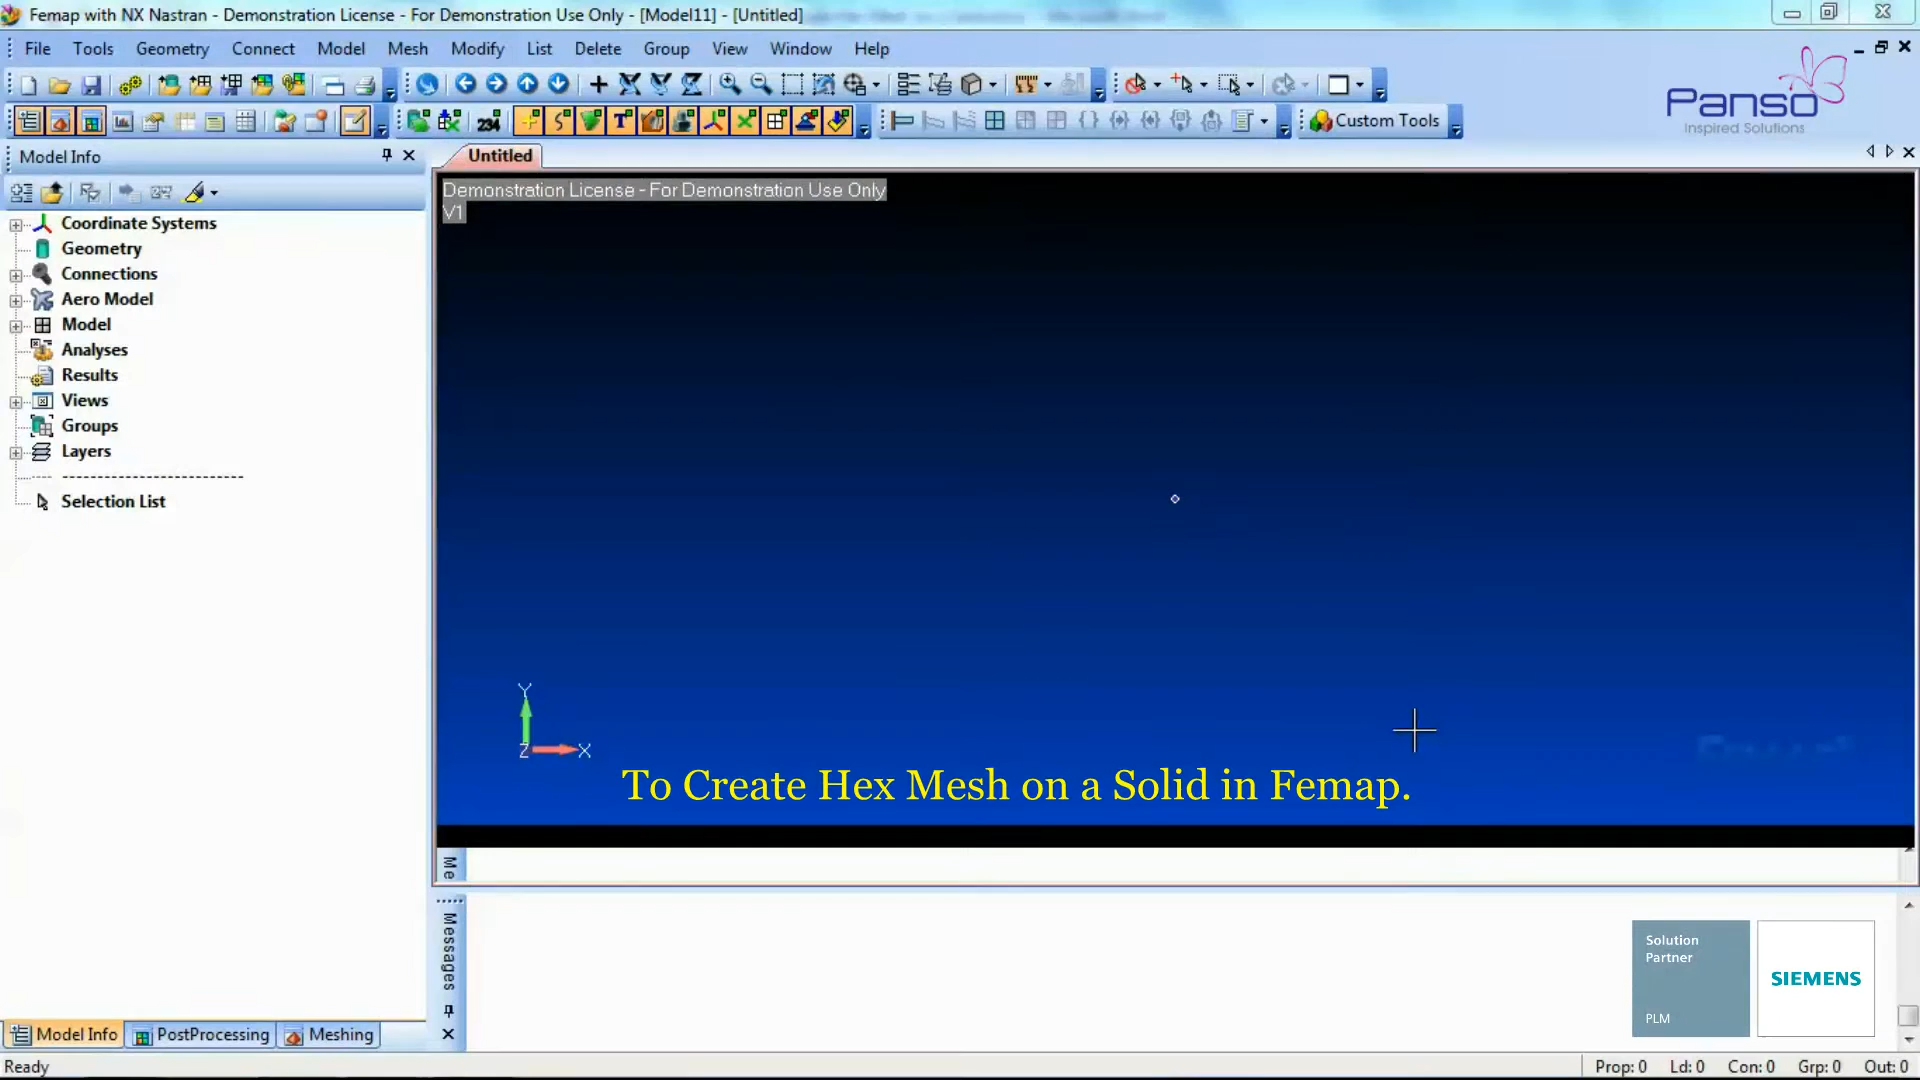 Femap with NX Nastran - Demonstration License - For Demonstration Use Only - [Model11] - [Untitled]
File Tools Geometry Connect Model Mesh Modify List Delete Group View Window Help
234
Custom Tools
Panso
Inspired Solutions
Model Info
Untitled
Demonstration License - For Demonstration Use Only
V1
Coordinate Systems
Geometry
Connections
Aero Model
Model
Analyses
Results
Views
Groups
Layers
Selection List
Y
Z X
To Create Hex Mesh on a Solid in Femap.
Me
Messages
Solution
Partner
PLM
SIEMENS
Model Info PostProcessing Meshing
Ready
Prop: 0 Ld: 0 Con: 0 Grp: 0 Out: 0